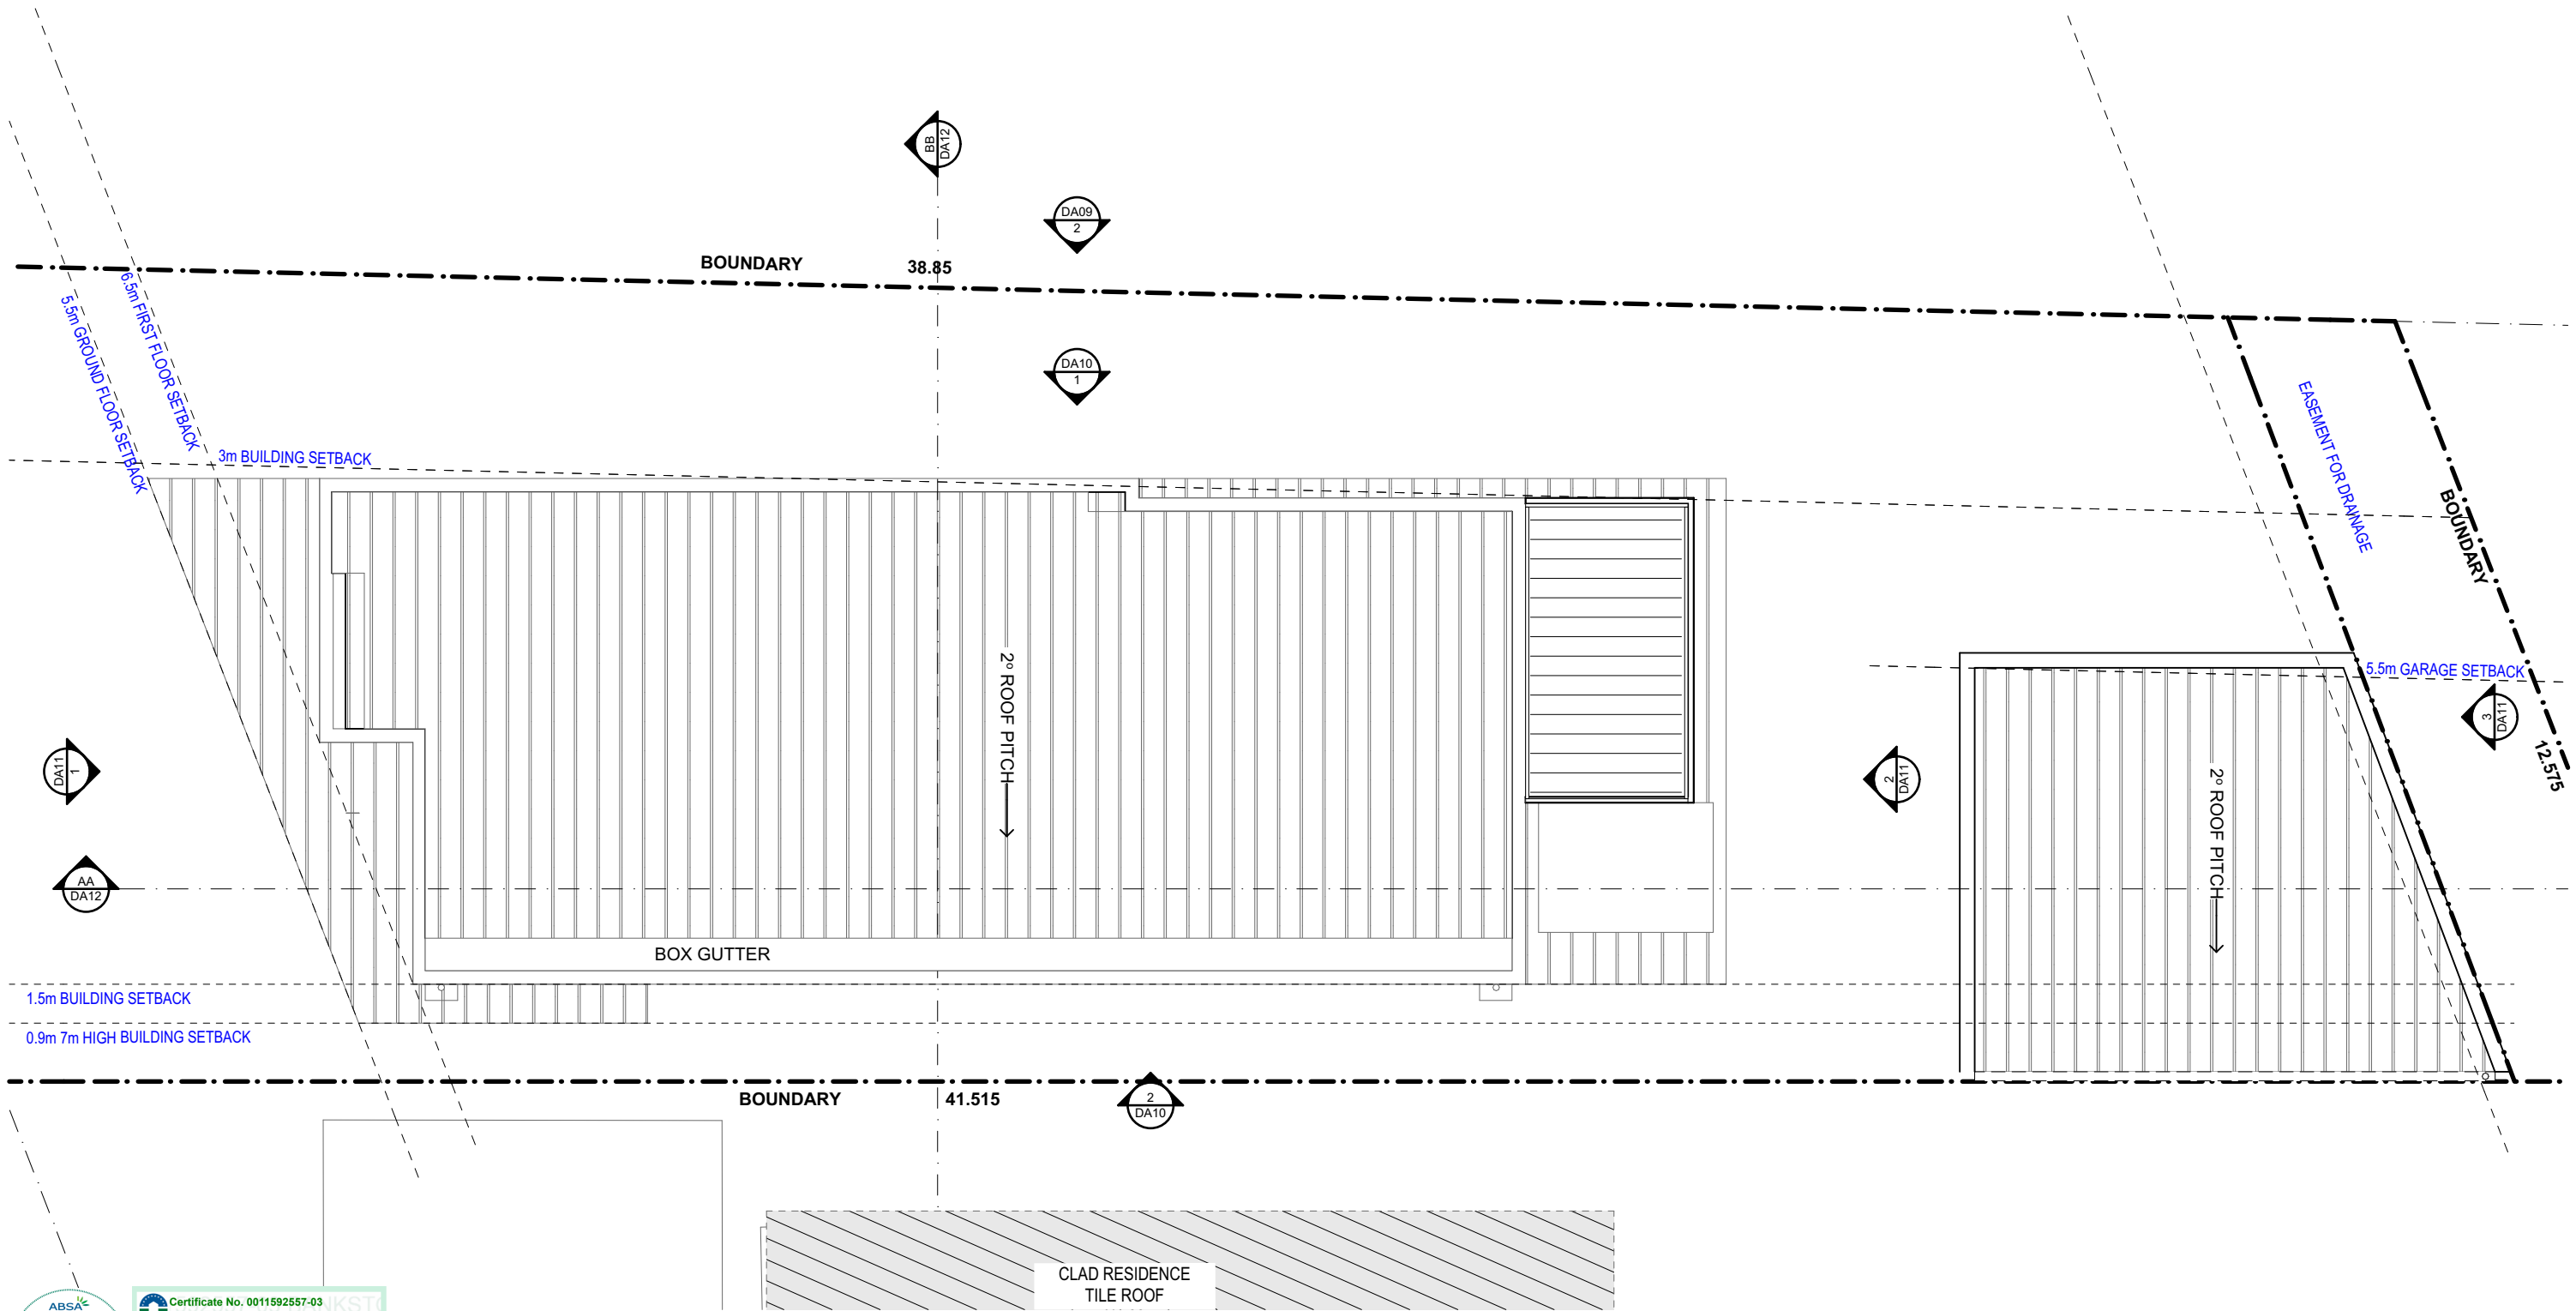 BB
DA12
DA09
2
BOUNDARY
38.85
6.5m FIRST FLOOR SETBACK
5.5m GROUND FLOOR SETBACK
DA10
1
3m BUILDING SETBACK
EASEMENT FOR DRAINAGE
BOUNDARY
12.575
2º ROOF PITCH
5.5m GARAGE SETBACK
3
DA11
DA11
1
2
DA11
2º ROOF PITCH
AA
DA12
BOX GUTTER
1.5m BUILDING SETBACK
0.9m 7m HIGH BUILDING SETBACK
BOUNDARY
41.515
2
DA10
CLAD RESIDENCE
TILE ROOF
ABSA
Certificate No. 0011592557-03